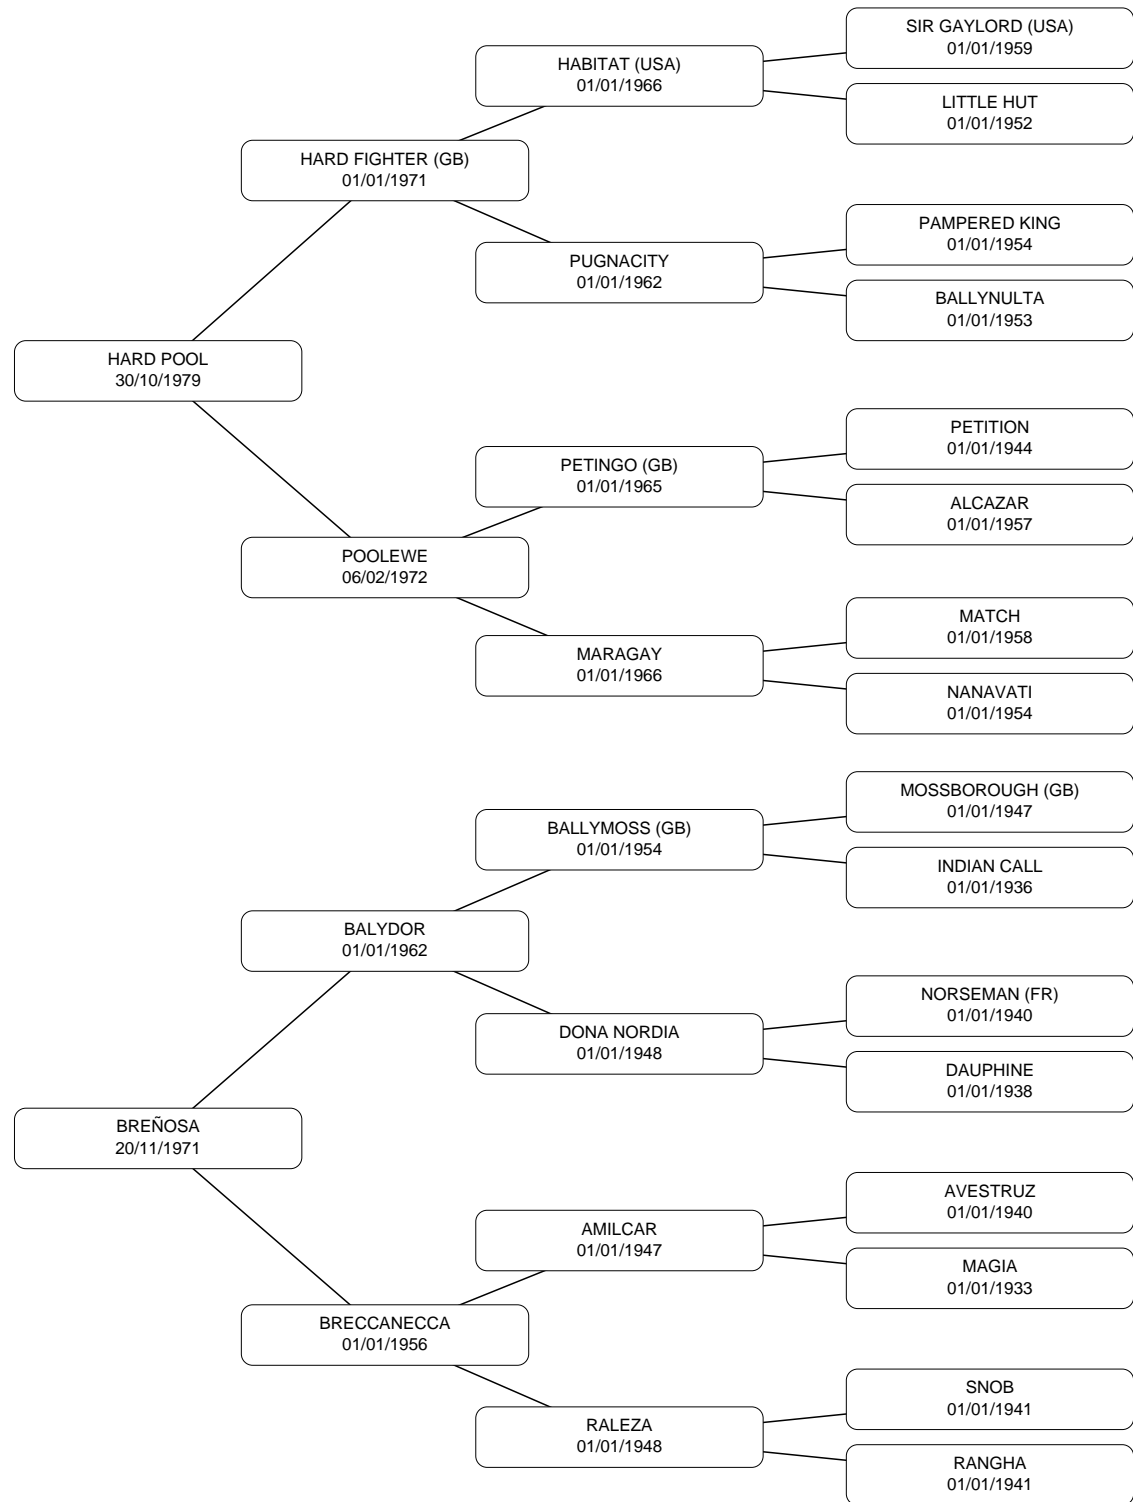 SIR GAYLORD (USA)
01/01/1959
HABITAT (USA)
01/01/1966
LITTLE HUT
01/01/1952
HARD FIGHTER (GB)
01/01/1971
PAMPERED KING
01/01/1954
PUGNACITY
01/01/1962
BALLYNULTA
01/01/1953
HARD POOL
30/10/1979
PETITION
01/01/1944
PETINGO (GB)
01/01/1965
ALCAZAR
01/01/1957
POOLEWE
06/02/1972
MATCH
01/01/1958
MARAGAY
01/01/1966
NANAVATI
01/01/1954
MOSSBOROUGH (GB)
01/01/1947
BALLYMOSS (GB)
01/01/1954
INDIAN CALL
01/01/1936
BALYDOR
01/01/1962
NORSEMAN (FR)
01/01/1940
DONA NORDIA
01/01/1948
DAUPHINE
01/01/1938
BREÑOSA
20/11/1971
AVESTRUZ
01/01/1940
AMILCAR
01/01/1947
MAGIA
01/01/1933
BRECCANECCA
01/01/1956
SNOB
01/01/1941
RALEZA
01/01/1948
RANGHA
01/01/1941